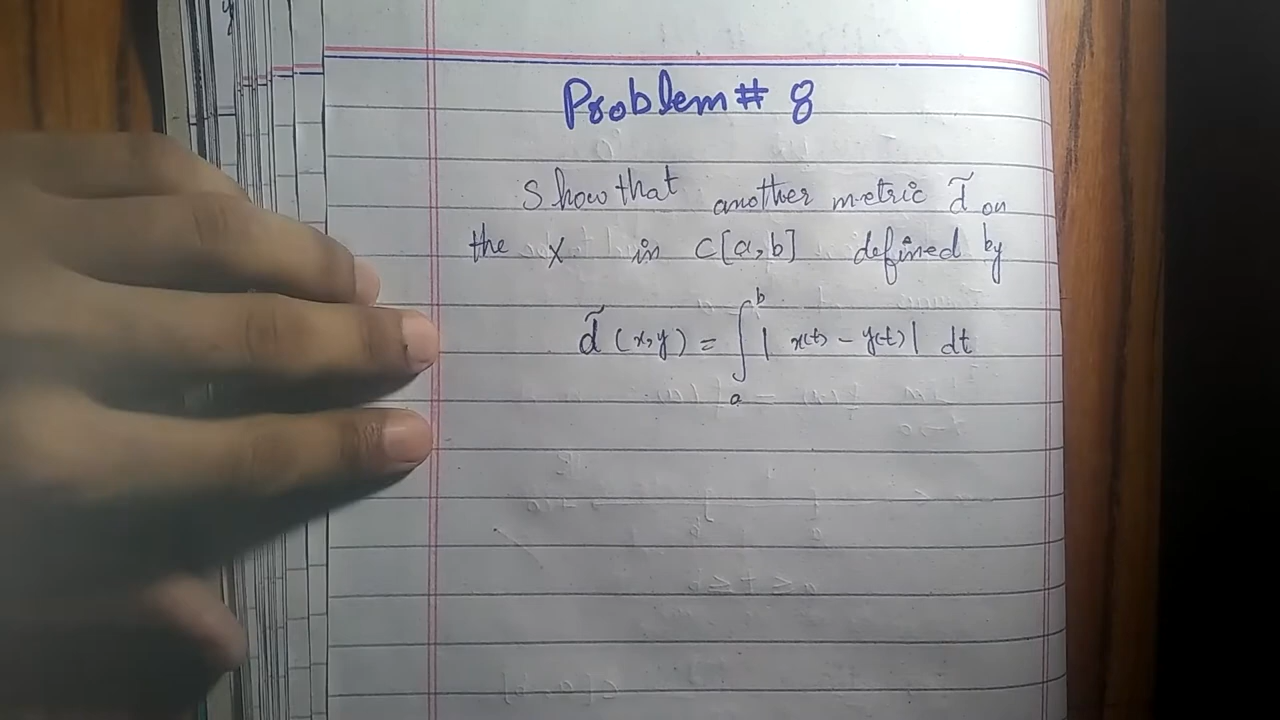 Problem # 8
Show that another metric d̃ on
the X in C[a,b] defined by
d̃(x,y) = ∫ₐᵇ | x(t) - y(t) | dt